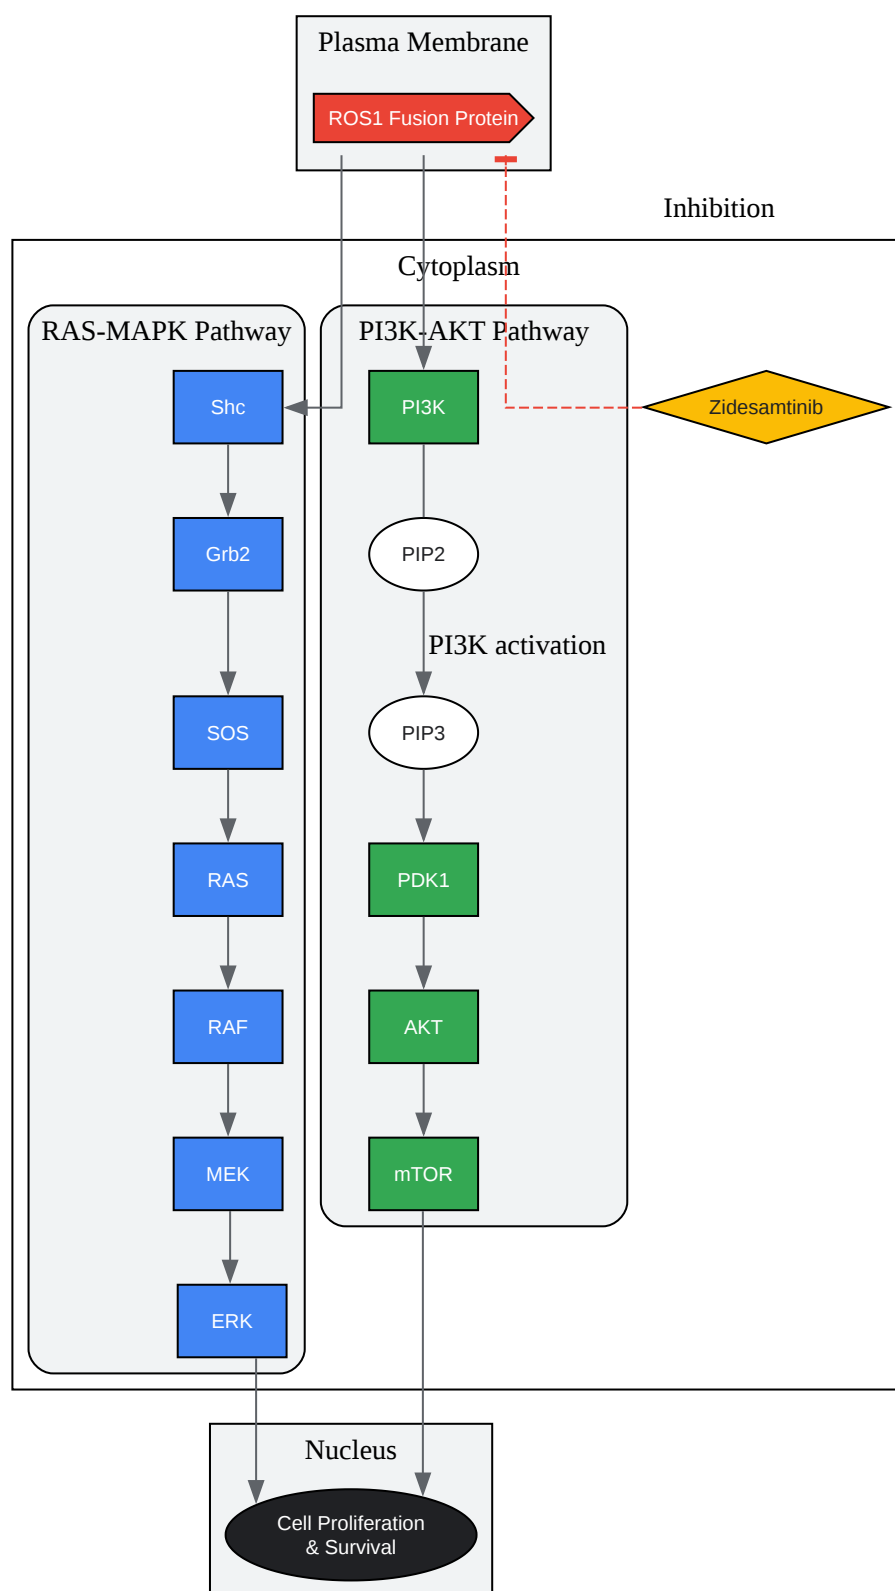 Plasma Membrane
ROS1 Fusion Protein
Inhibition
Cytoplasm
RAS-MAPK Pathway
PI3K-AKT Pathway
Shc
PI3K
Zidesamtinib
Grb2
PIP2
PI3K activation
SOS
PIP3
RAS
PDK1
RAF
AKT
MEK
mTOR
ERK
Nucleus
Cell Proliferation
& Survival